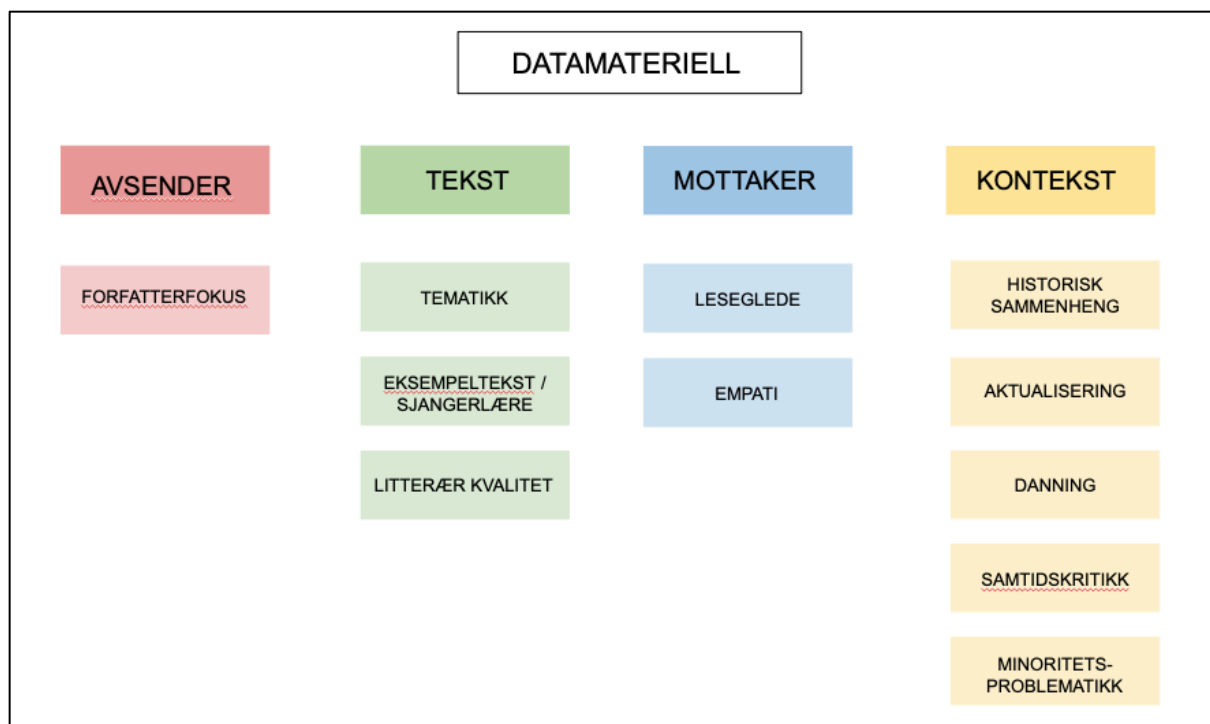 DATAMATERIELL
AVSENDER
TEKST
MOTTAKER
KONTEKST
FORFATTERFOKUS
TEMATIKK
LESEGLEDE
HISTORISK
SAMMENHENG
EKSEMPELTEKST /
SJANGERLÆRE
EMPATI
AKTUALISERING
LITTERÆR KVALITET
DANNING
SAMTIDSKRITIKK
MINORITETS-
PROBLEMATIKK